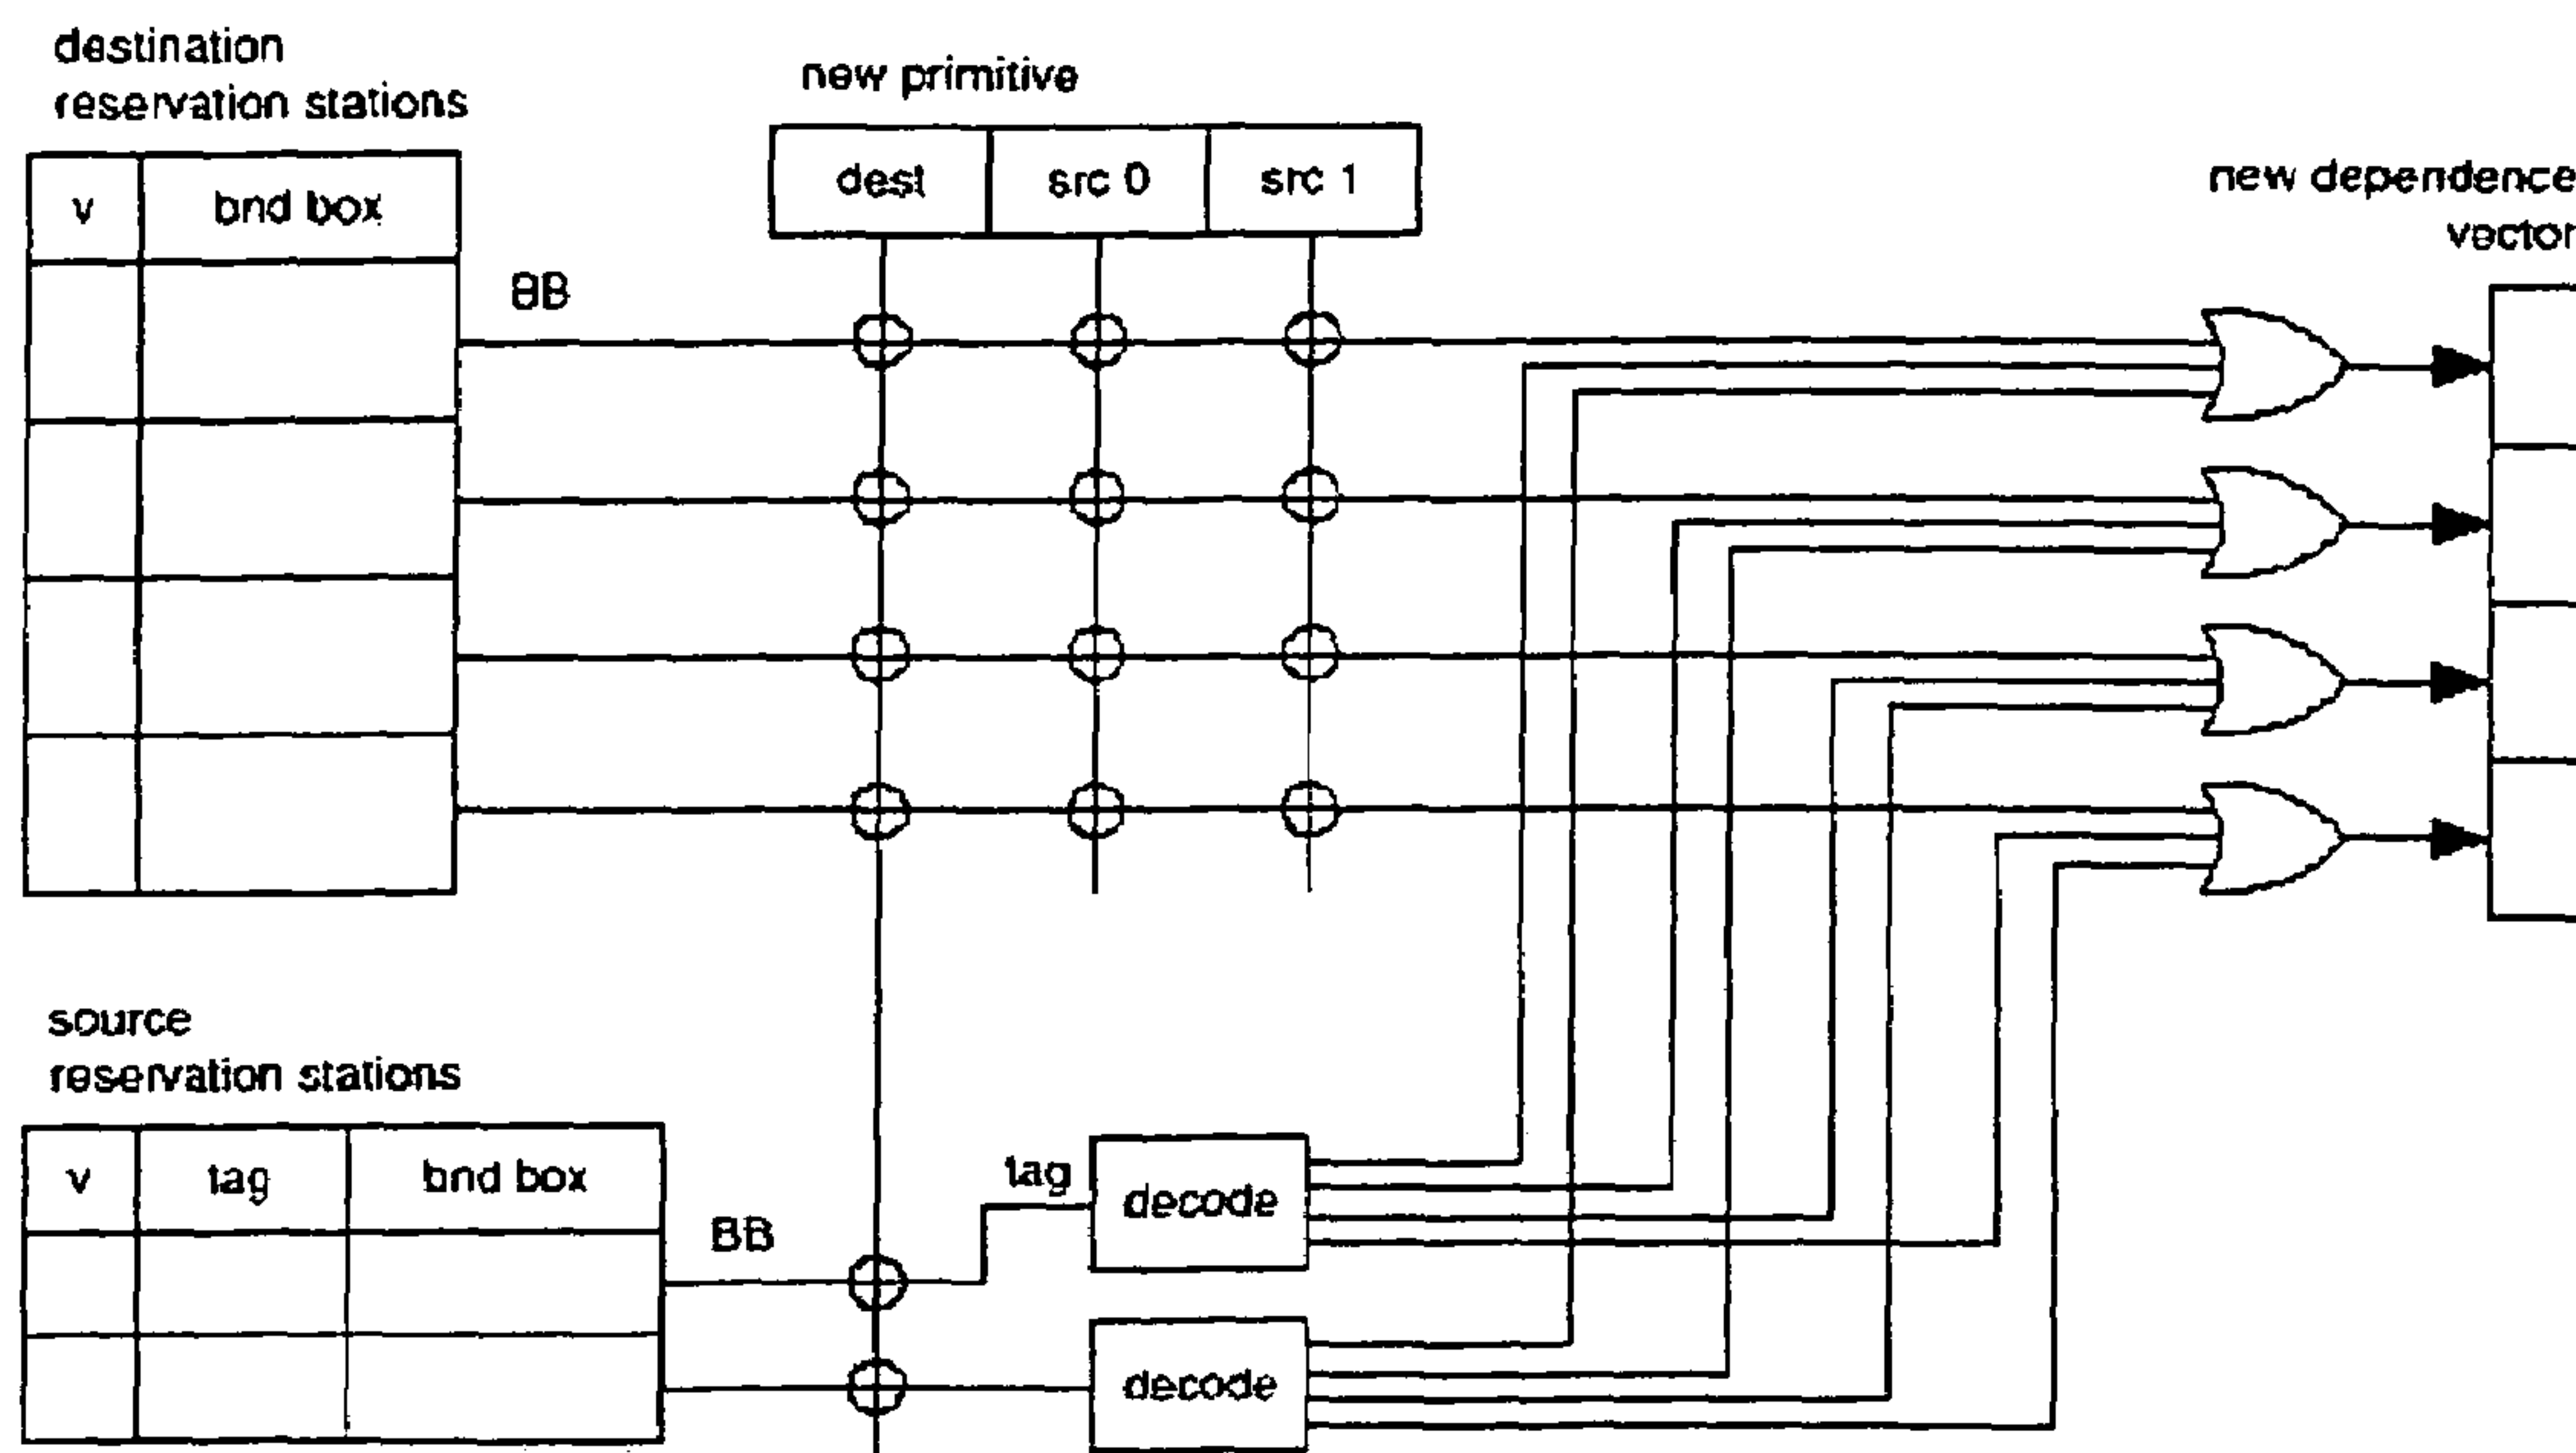 destination
reservation stations
new primitive
dest src 0 src 1
new dependence
vector
v bnd box
BB
source
reservation stations
v tag bnd box
BB
tag
decode
decode